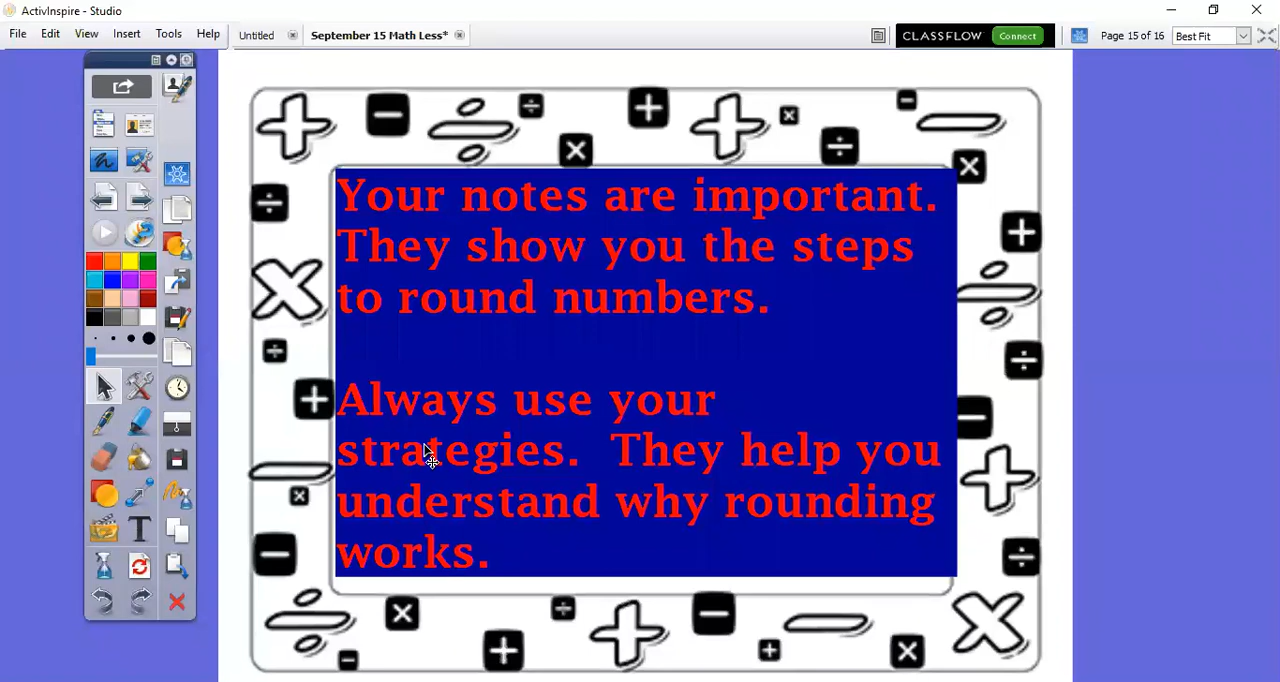 ActivInspire - Studio
File Edit View Insert Tools Help Untitled September 15 Math Less* CLASSFLOW Connect Page 15 of 16 Best Fit
Your notes are important.
They show you the steps
to round numbers.
Always use your
strategies. They help you
understand why rounding
works.